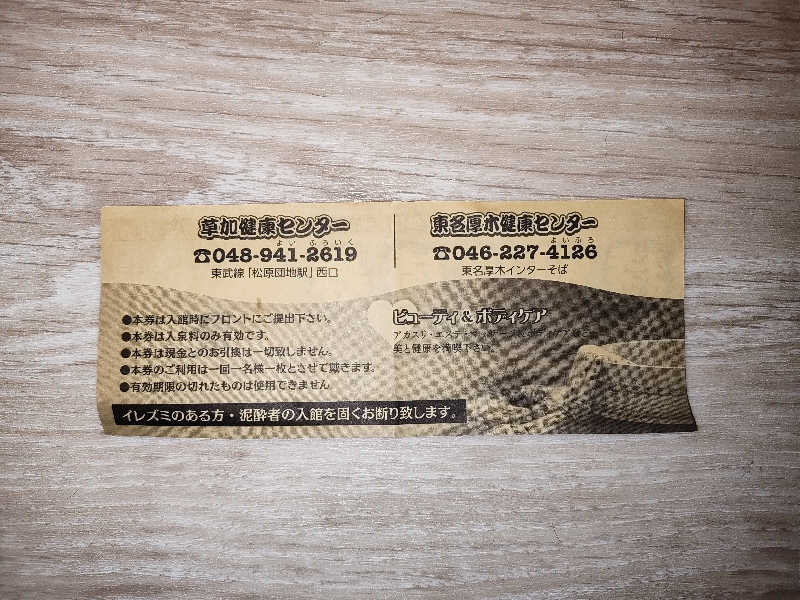 草加健康センター
よい ふろいく
☎048-941-2619
東武線「松原団地駅」西口
東名厚木健康センター
よいふろ
☎046-227-4126
東名厚木インターそば
●本券は入館時にフロントにご提出下さい。
●本券は入泉料のみ有効です。
●本券は現金とのお引換は一切致しません。
●本券のご利用は一回一名様一枚とさせて戴きます。
●有効期限の切れたものは使用できません
イレズミのある方・泥酔者の入館を固くお断り致します。
ビューティ&ボディケア
アカスリ・エステ
美と健康を満喫下さい。